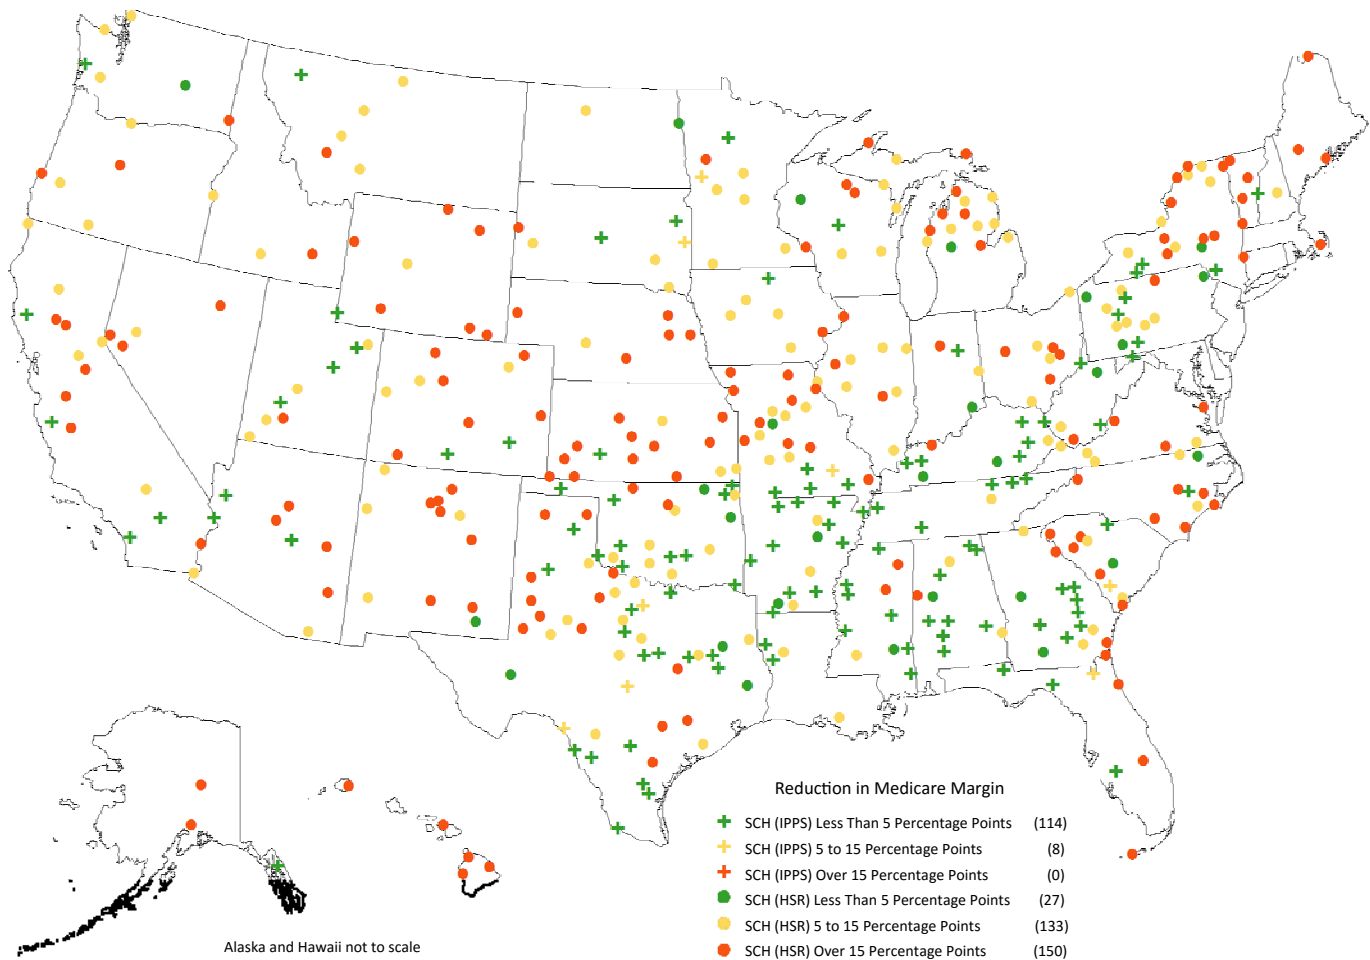 Reduction in Medicare Margin
SCH (IPPS) Less Than 5 Percentage Points (114)
SCH (IPPS) 5 to 15 Percentage Points (8)
SCH (IPPS) Over 15 Percentage Points (0)
SCH (HSR) Less Than 5 Percentage Points (27)
SCH (HSR) 5 to 15 Percentage Points (133)
SCH (HSR) Over 15 Percentage Points (150)
Alaska and Hawaii not to scale